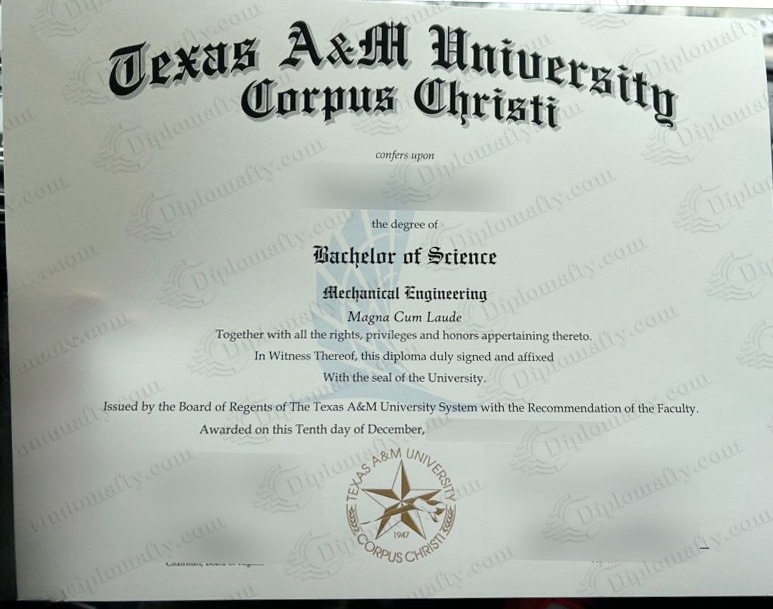 Texas A&M University
Corpus Christi
confers upon
the degree of
Bachelor of Science
Mechanical Engineering
Magna Cum Laude
Together with all the rights, privileges and honors appertaining thereto.
In Witness Thereof, this diploma duly signed and affixed
With the seal of the University.
Issued by the Board of Regents of The Texas A&M University System with the Recommendation of the Faculty.
Awarded on this Tenth day of December,
TEXAS A&M UNIVERSITY
1947
CORPUS CHRISTI
Diplomafty.com